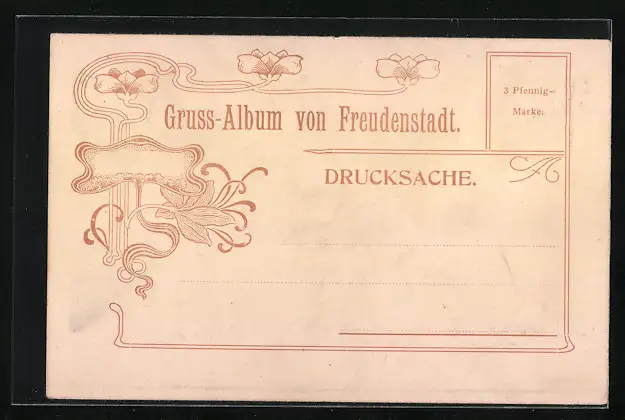 Gruss-Album von Freudenstadt.
3 Pfennig-
Marke.
DRUCKSACHE.